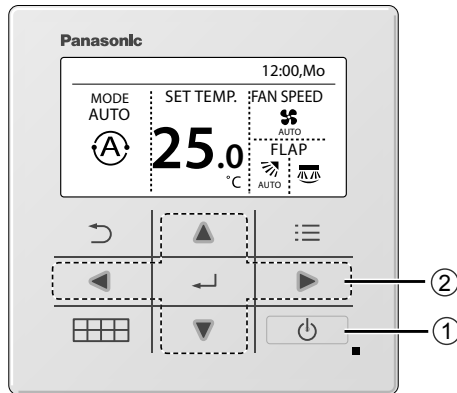 Panasonic
12:00,Mo
MODE
AUTO
A
SET TEMP.
25.0
°C
FAN SPEED
AUTO
FLAP
AUTO
2
1